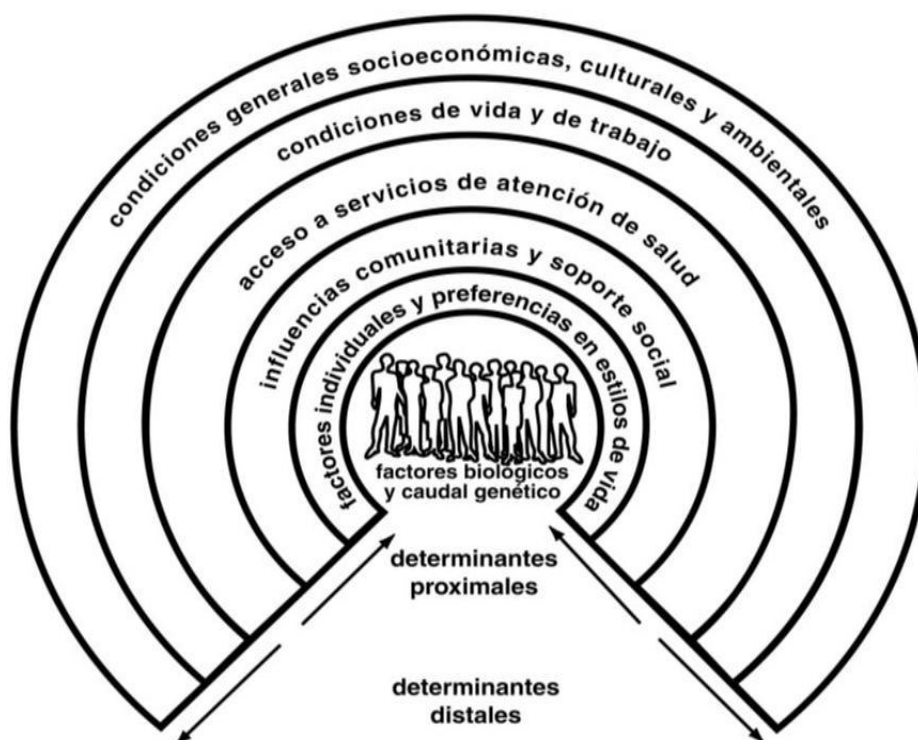 condiciones generales socioeconómicas, culturales y ambientales
condiciones de vida y de trabajo
acceso a servicios de atención de salud
influencias comunitarias y soporte social
factores individuales y preferencias en estilos de vida
factores biológicos
y caudal genético
determinantes
proximales
determinantes
distales